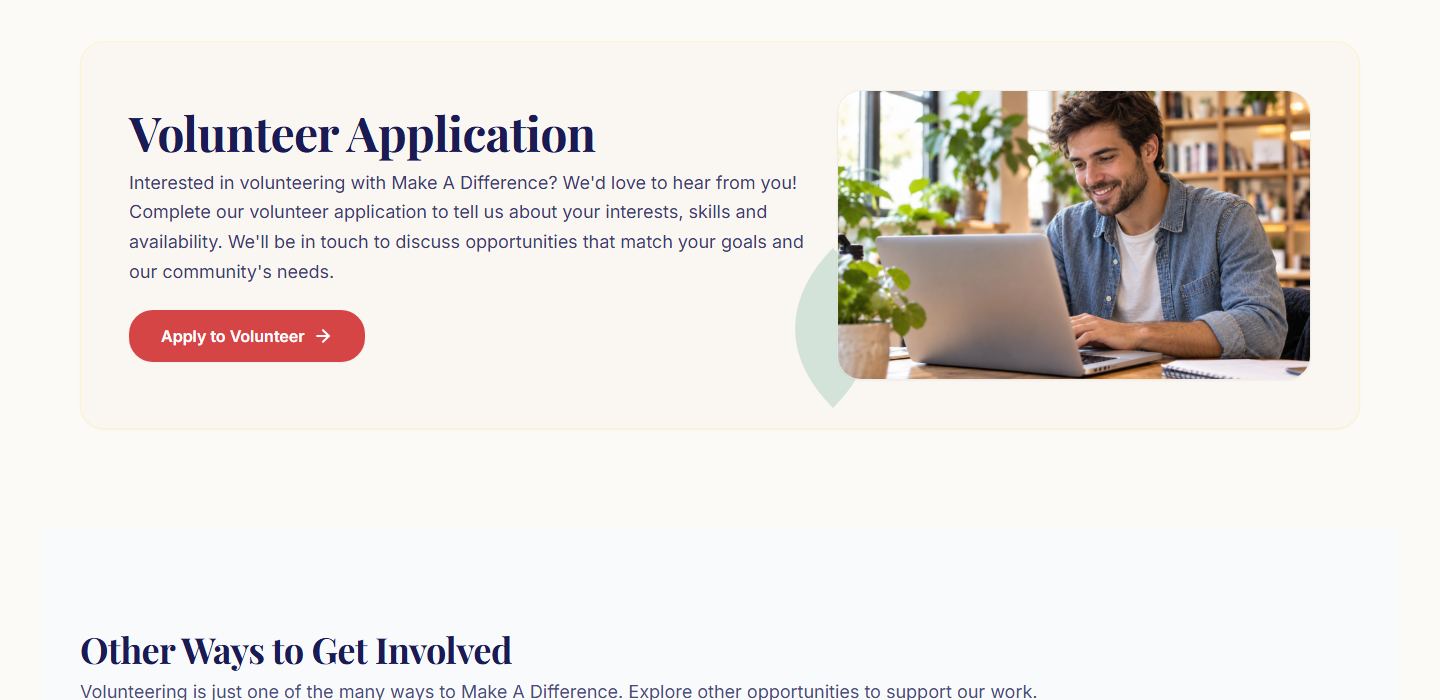 Volunteer Application
Interested in volunteering with Make A Difference? We'd love to hear from you!
Complete our volunteer application to tell us about your interests, skills and
availability. We'll be in touch to discuss opportunities that match your goals and
our community's needs.
Apply to Volunteer →
Other Ways to Get Involved
Volunteering is just one of the many ways to Make A Difference. Explore other opportunities to support our work.